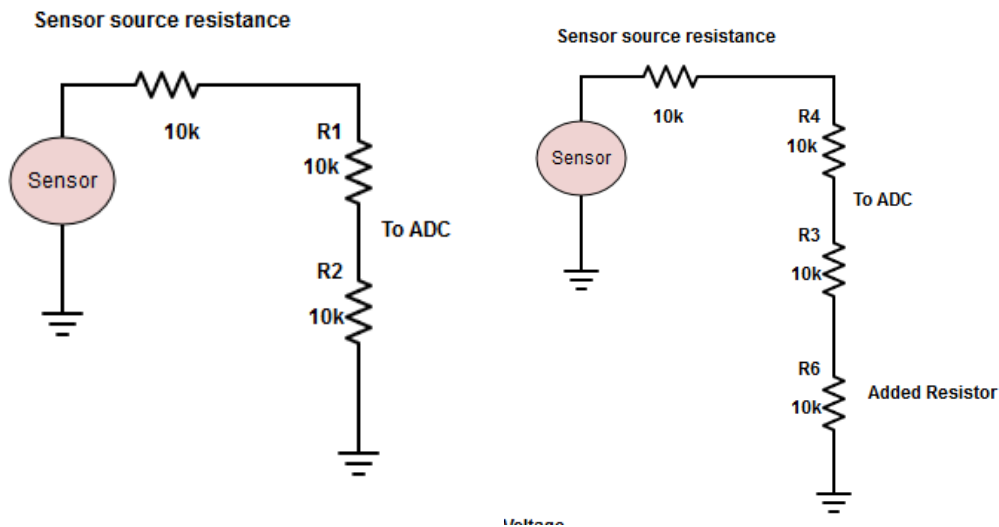 Sensor source resistance
10k
R1
10k
Sensor
To ADC
R2
10k
Sensor source resistance
10k
R4
10k
Sensor
To ADC
R3
10k
R6
10k
Added Resistor
Voltage